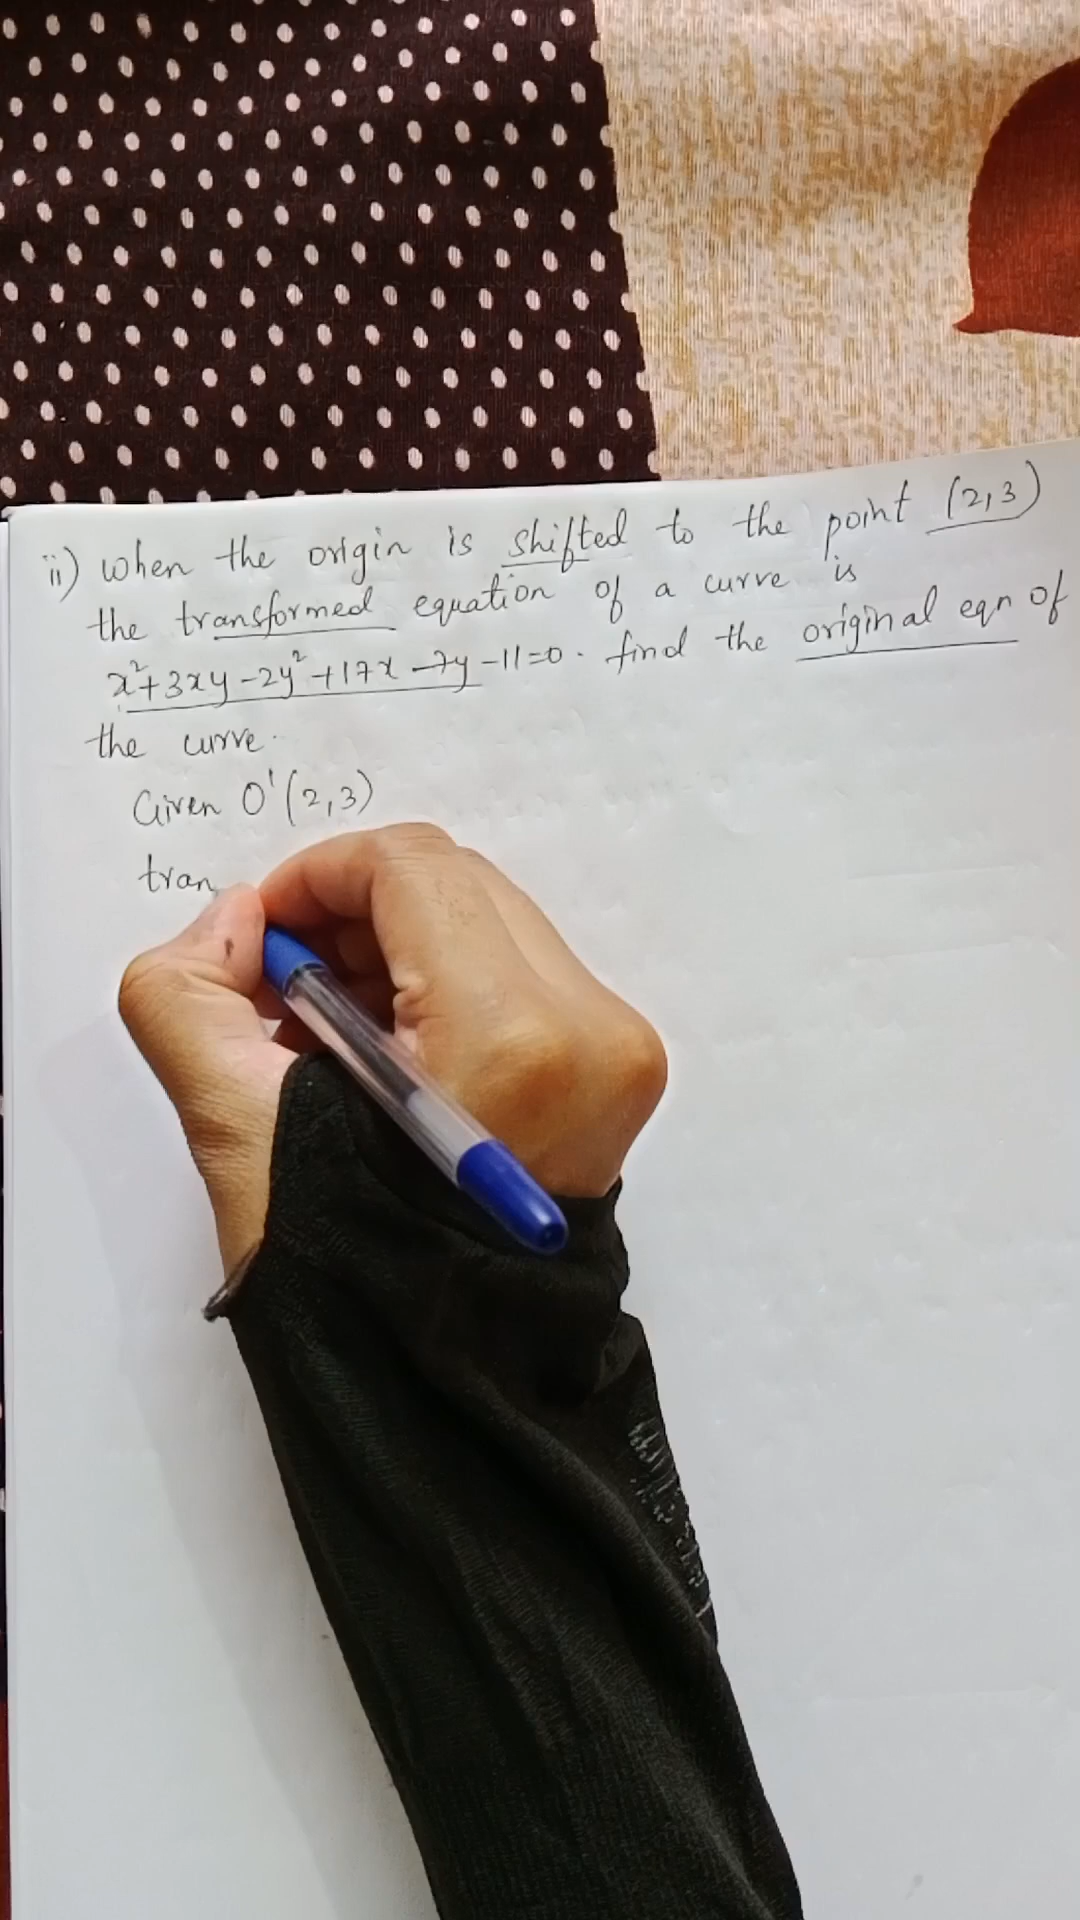 ii) when the origin is shifted to the point (2,3)
the transformed equation of a curve is
x²+3xy-2y²+17x-7y-11=0. find the original eqn of
the curve.
Given O'(2,3)
tran